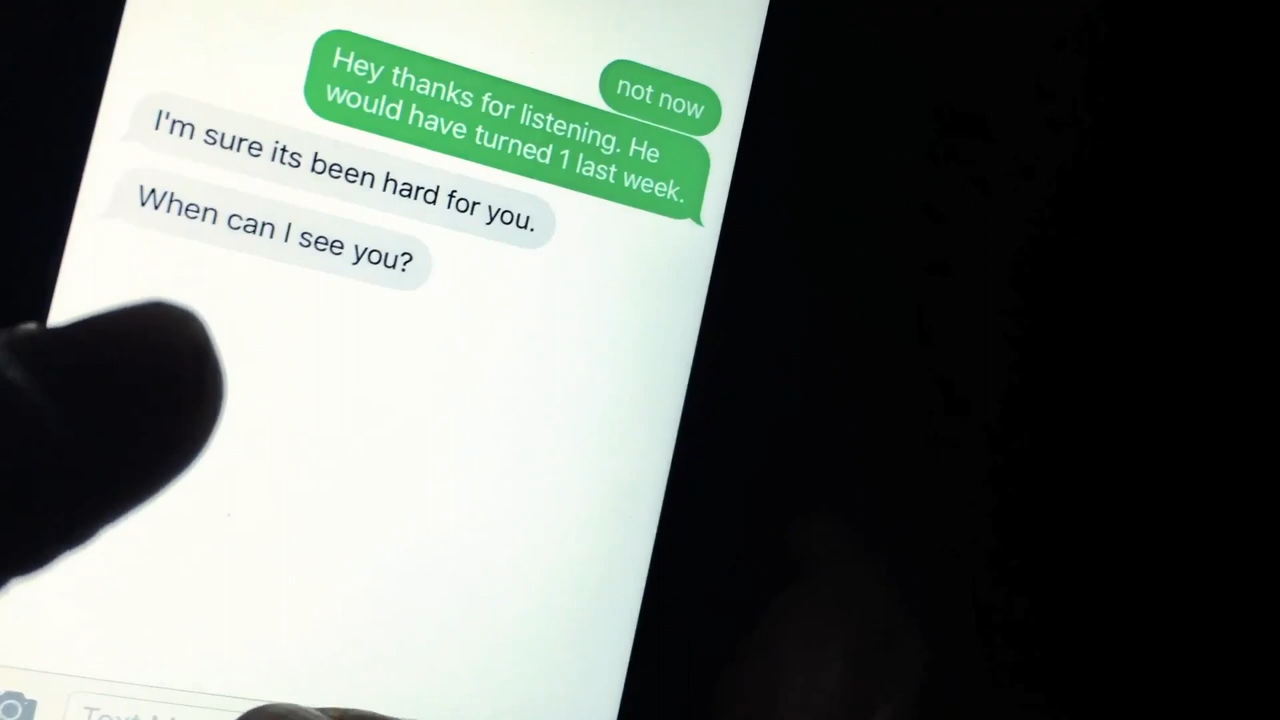 not now
Hey thanks for listening. He
would have turned 1 last week.
I'm sure its been hard for you.
When can I see you?
Text M